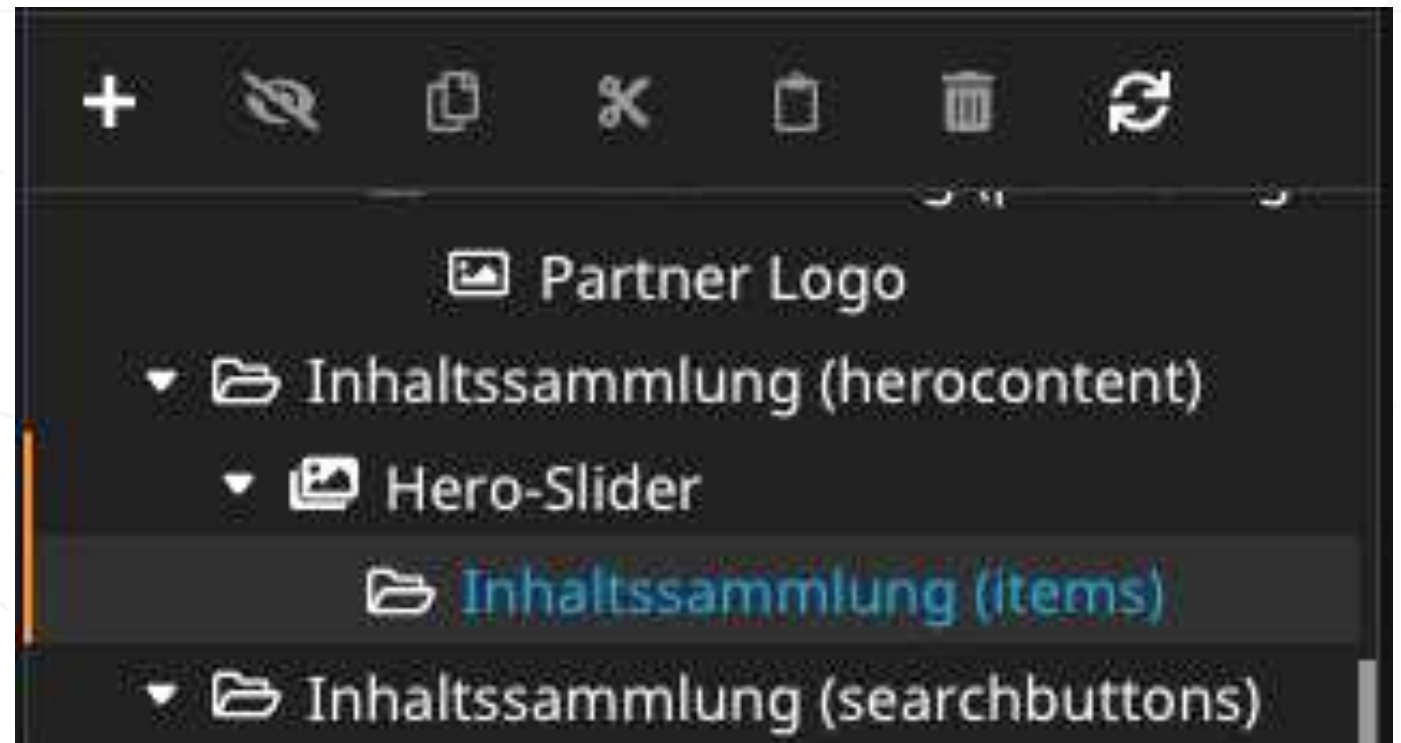 Partner Logo
Inhaltssammlung (herocontent)
Hero-Slider
Inhaltssammlung (items)
Inhaltssammlung (searchbuttons)